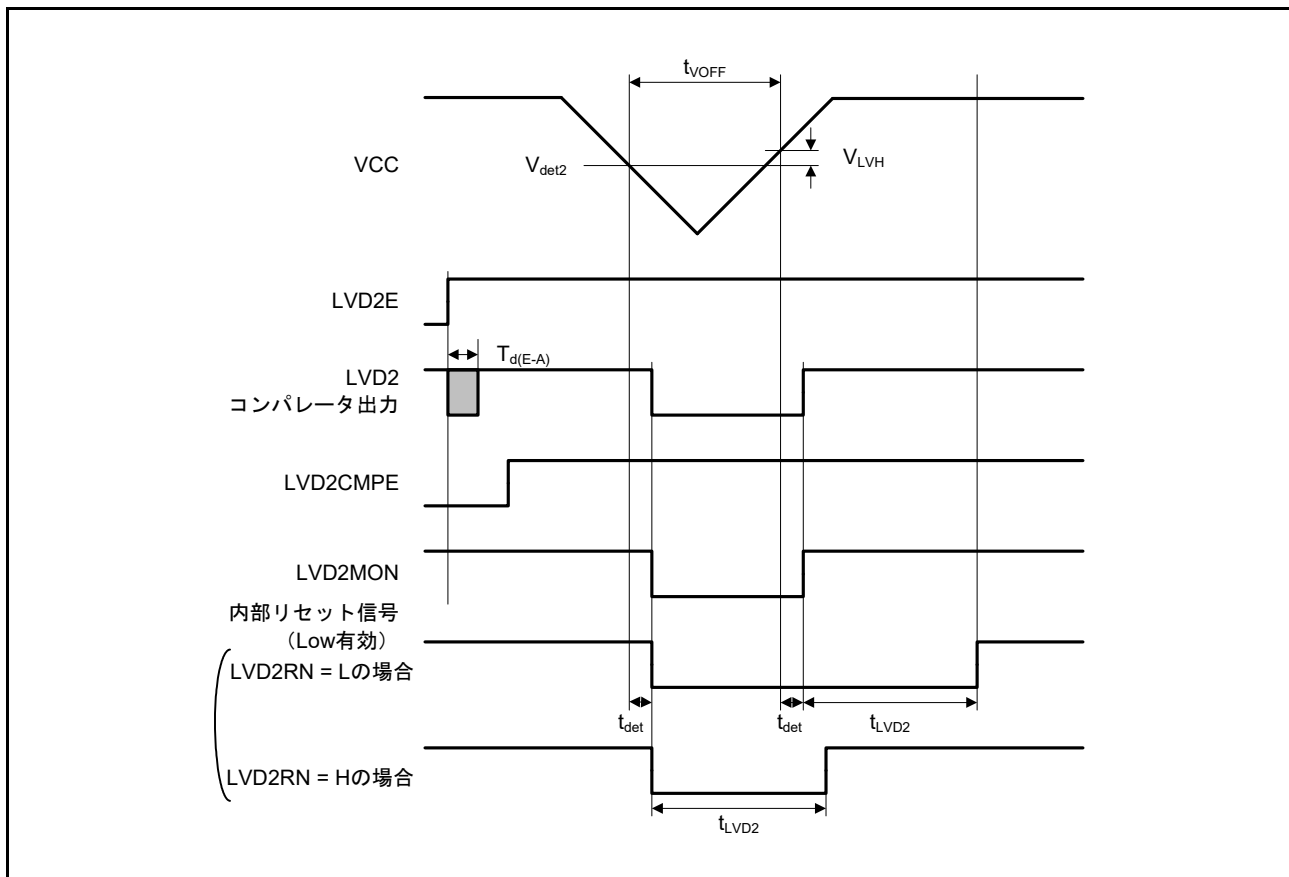 tVOFF
VCC
Vdet2
VLVH
LVD2E
Td(E-A)
LVD2
コンパレータ出力
LVD2CMPE
LVD2MON
内部リセット信号
（Low有効）
LVD2RN = Lの場合
tdet
tdet
tLVD2
LVD2RN = Hの場合
tLVD2